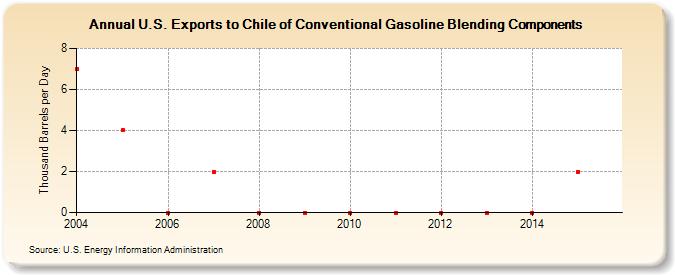 Annual U.S. Exports to Chile of Conventional Gasoline Blending Components
Thousand Barrels per Day
8
6
4
2
0
2004 2006 2008 2010 2012 2014
Source: U.S. Energy Information Administration